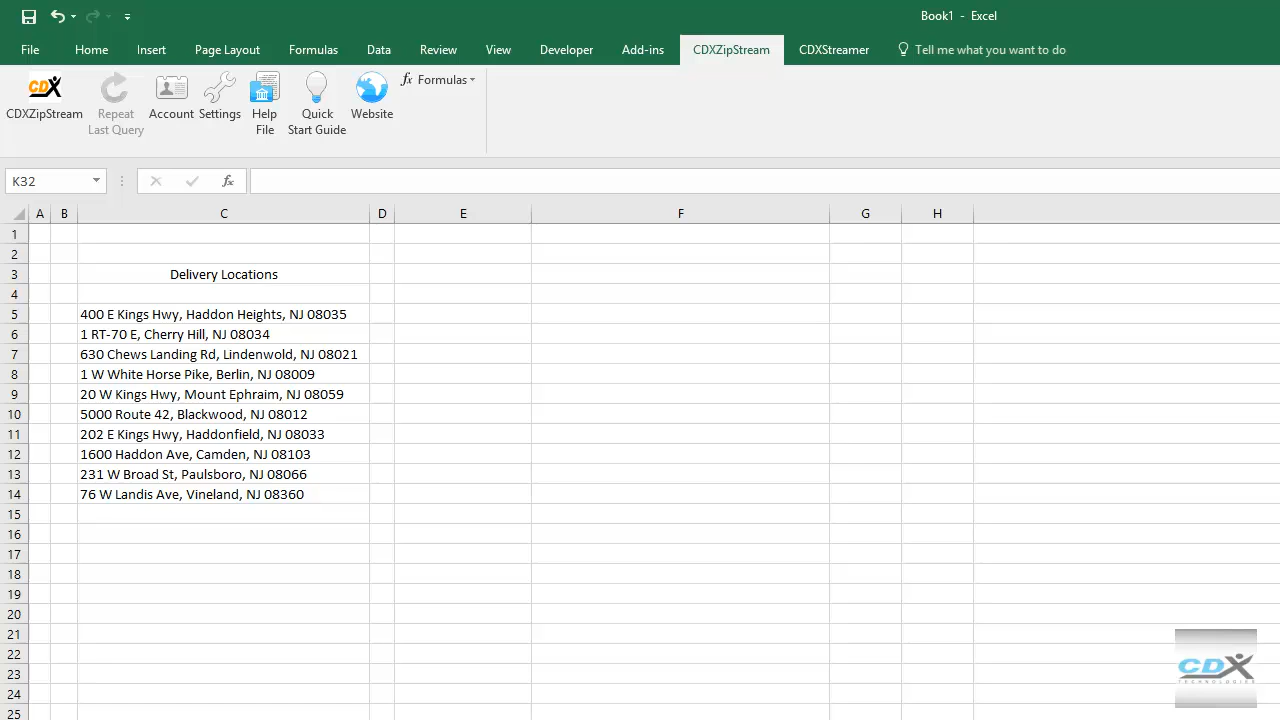 Book1 - Excel
File Home Insert Page Layout Formulas Data Review View Developer Add-ins CDXZipStream CDXStreamer Tell me what you want to do
CDX
fx Formulas
CDXZipStream Repeat Last Query Account Settings Help File Quick Start Guide Website
K32 fx
A B C D E F G H
1
2
3 Delivery Locations
4
5 400 E Kings Hwy, Haddon Heights, NJ 08035
6 1 RT-70 E, Cherry Hill, NJ 08034
7 630 Chews Landing Rd, Lindenwold, NJ 08021
8 1 W White Horse Pike, Berlin, NJ 08009
9 20 W Kings Hwy, Mount Ephraim, NJ 08059
10 5000 Route 42, Blackwood, NJ 08012
11 202 E Kings Hwy, Haddonfield, NJ 08033
12 1600 Haddon Ave, Camden, NJ 08103
13 231 W Broad St, Paulsboro, NJ 08066
14 76 W Landis Ave, Vineland, NJ 08360
15
16
17
18
19
20
21
22
23
24
25
CDX
TECHNOLOGIES